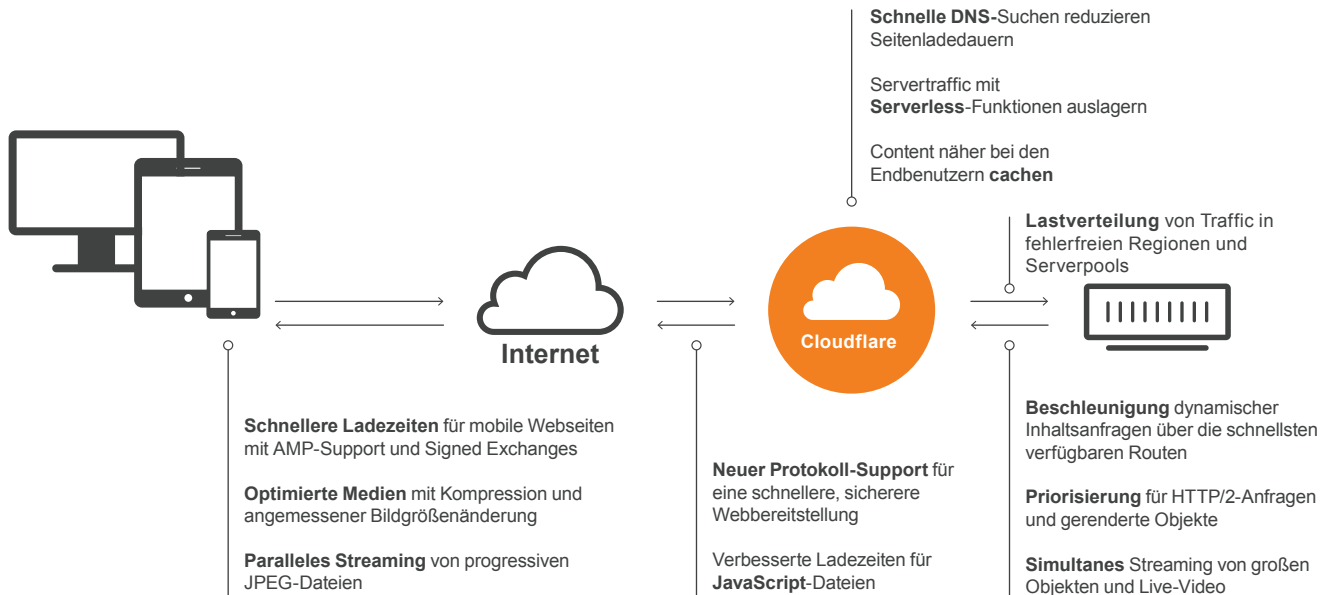 Schnelle DNS-Suchen reduzieren
Seitenladedauern
Servertraffic mit
Serverless-Funktionen auslagern
Content näher bei den
Endbenutzern cachen
Lastverteilung von Traffic in
fehlerfreien Regionen und
Serverpools
Internet
Cloudflare
Schnellere Ladezeiten für mobile Webseiten
mit AMP-Support und Signed Exchanges
Optimierte Medien mit Kompression und
angemessener Bildgrößenänderung
Paralleles Streaming von progressiven
JPEG-Dateien
Neuer Protokoll-Support für
eine schnellere, sicherere
Webbereitstellung
Verbesserte Ladezeiten für
JavaScript-Dateien
Beschleunigung dynamischer
Inhaltsanfragen über die schnellsten
verfügbaren Routen
Priorisierung für HTTP/2-Anfragen
und gerenderte Objekte
Simultanes Streaming von großen
Objekten und Live-Video